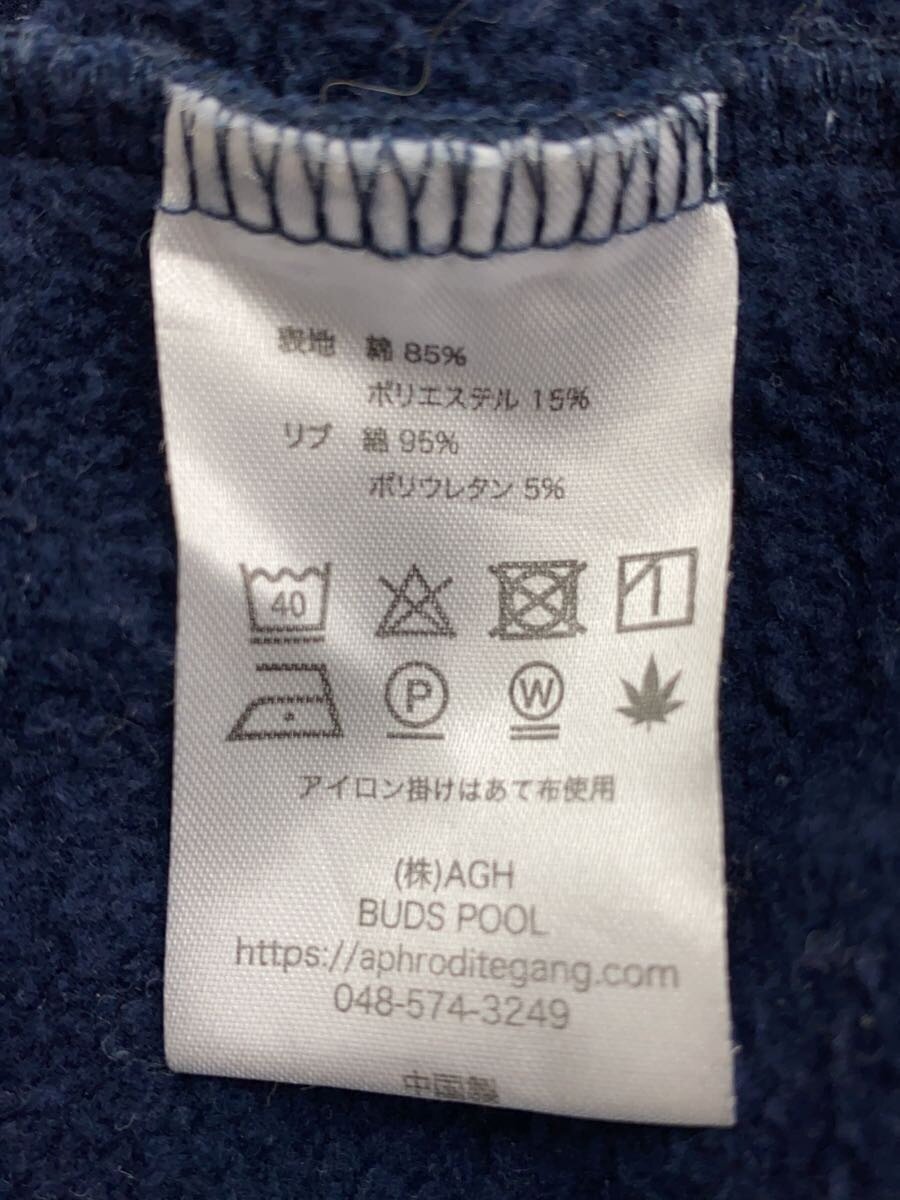 表地 綿 85%
ポリエステル 15%
リブ 綿 95%
ポリウレタン 5%
40
P W
アイロン掛けはあて布使用
(株)AGH
BUDS POOL
https://aphroditegang.com
048-574-3249
中国製